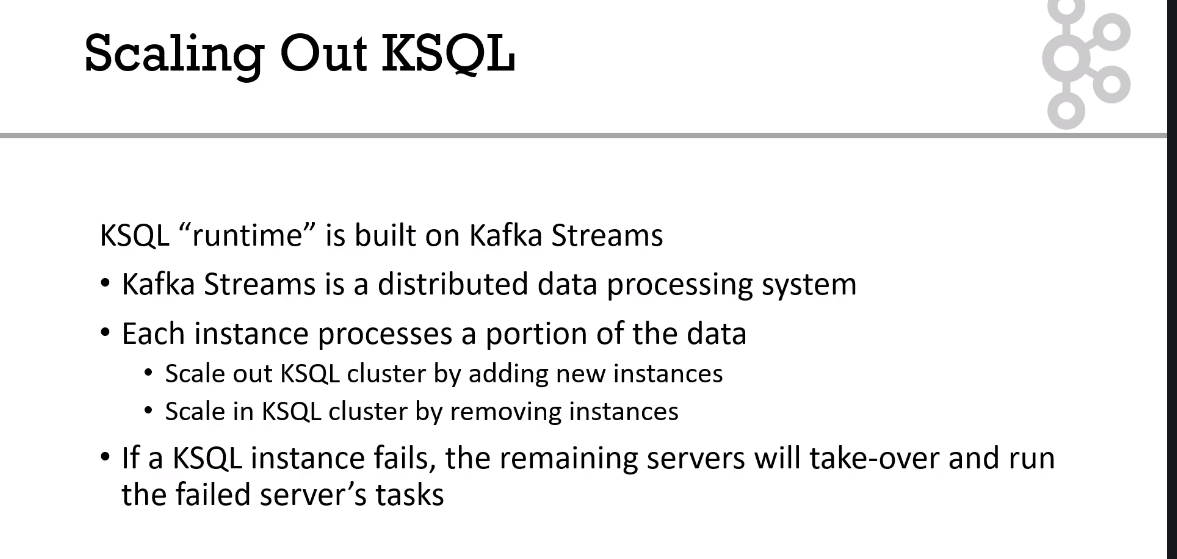 Scaling Out KSQL
KSQL “runtime” is built on Kafka Streams
• Kafka Streams is a distributed data processing system
• Each instance processes a portion of the data
• Scale out KSQL cluster by adding new instances
• Scale in KSQL cluster by removing instances
• If a KSQL instance fails, the remaining servers will take-over and run
the failed server’s tasks